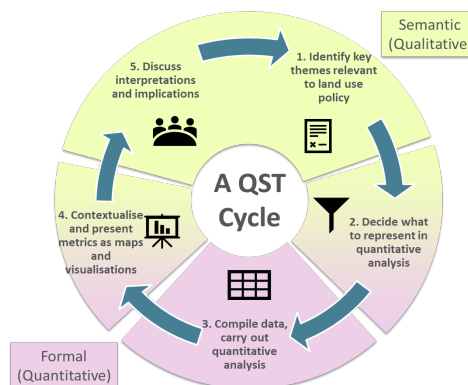 Semantic
(Qualitative)
1. Identify key
themes relevant
to land use
policy
2. Decide what
to represent in
quantitative
analysis
3. Compile data,
carry out
quantitative
analysis
4. Contextualise
and present
metrics as maps
and
visualisations
5. Discuss
interpretations
and implications
A QST
Cycle
Formal
(Quantitative)